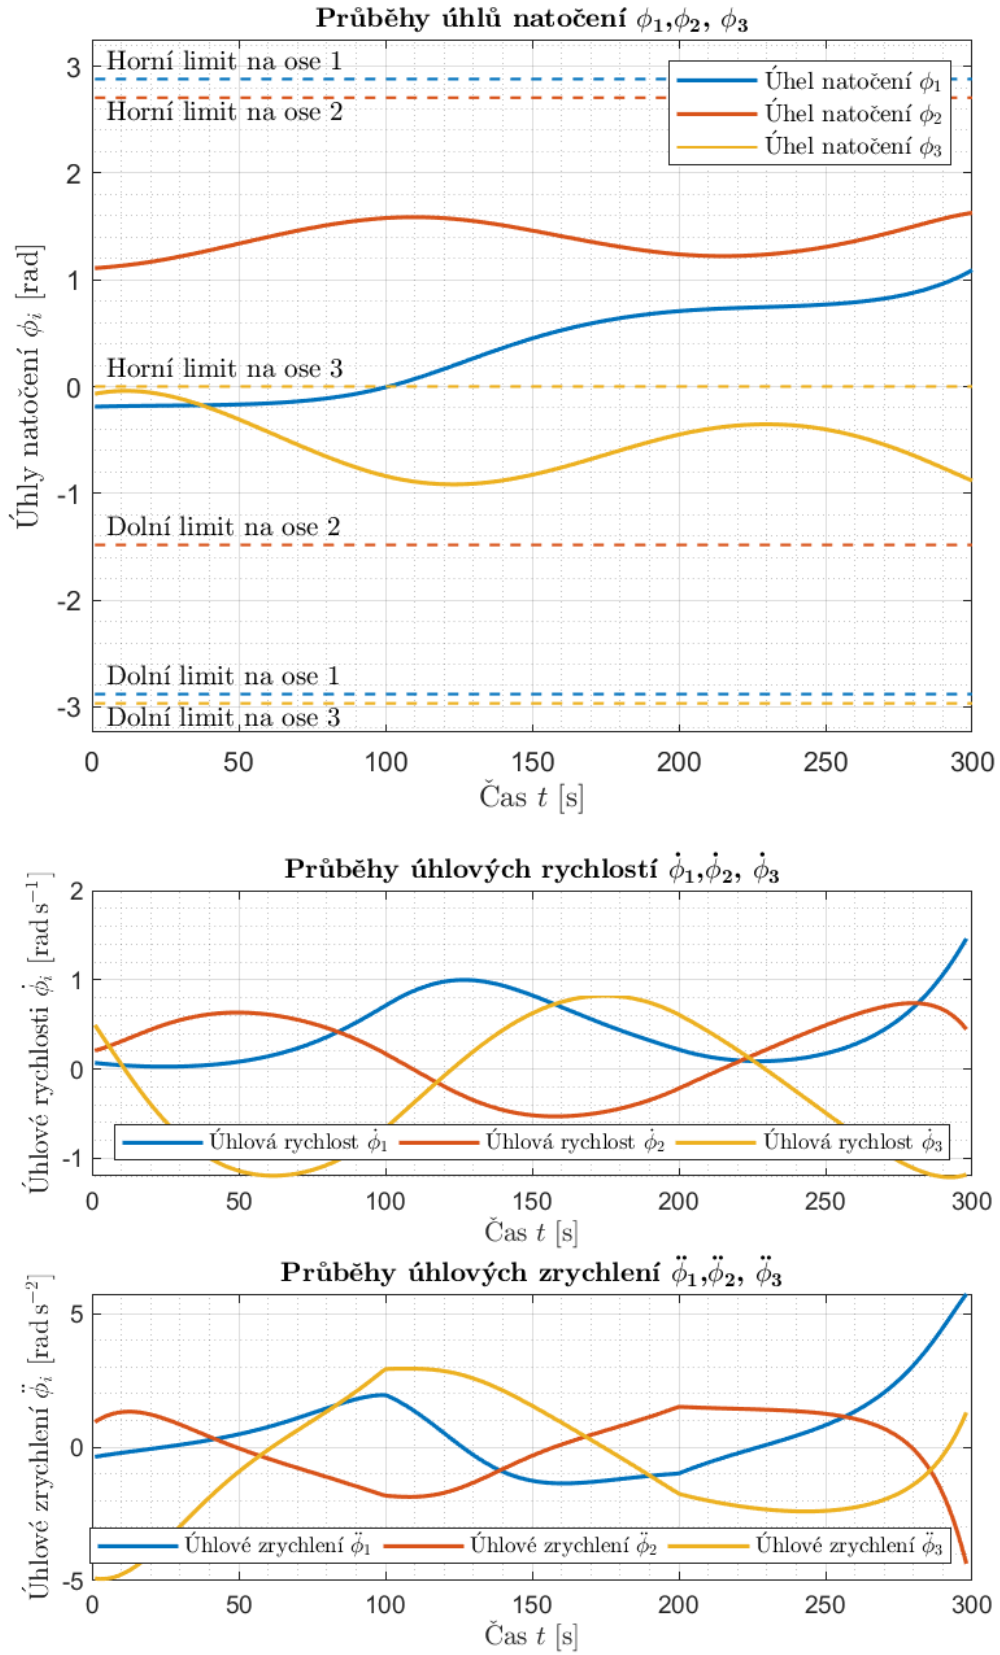 Průběhy úhlů natočení ϕ₁,ϕ₂, ϕ₃
Horní limit na ose 1
Horní limit na ose 2
Úhel natočení ϕ₁
Úhel natočení ϕ₂
Úhel natočení ϕ₃
Horní limit na ose 3
Dolní limit na ose 2
Dolní limit na ose 1
Dolní limit na ose 3
Úhly natočení ϕᵢ [rad]
3
2
1
0
-1
-2
-3
0 50 100 150 200 250 300
Čas t [s]
Průběhy úhlových rychlostí ϕ̇₁,ϕ̇₂, ϕ̇₃
Úhlové rychlosti ϕ̇ᵢ [rad s⁻¹]
2
1
0
-1
Úhlová rychlost ϕ̇₁ Úhlová rychlost ϕ̇₂ Úhlová rychlost ϕ̇₃
0 50 100 150 200 250 300
Čas t [s]
Průběhy úhlových zrychlení ϕ̈₁,ϕ̈₂, ϕ̈₃
Úhlové zrychlení ϕ̈ᵢ [rad s⁻²]
5
0
-5
Úhlové zrychlení ϕ̈₁ Úhlové zrychlení ϕ̈₂ Úhlové zrychlení ϕ̈₃
0 50 100 150 200 250 300
Čas t [s]